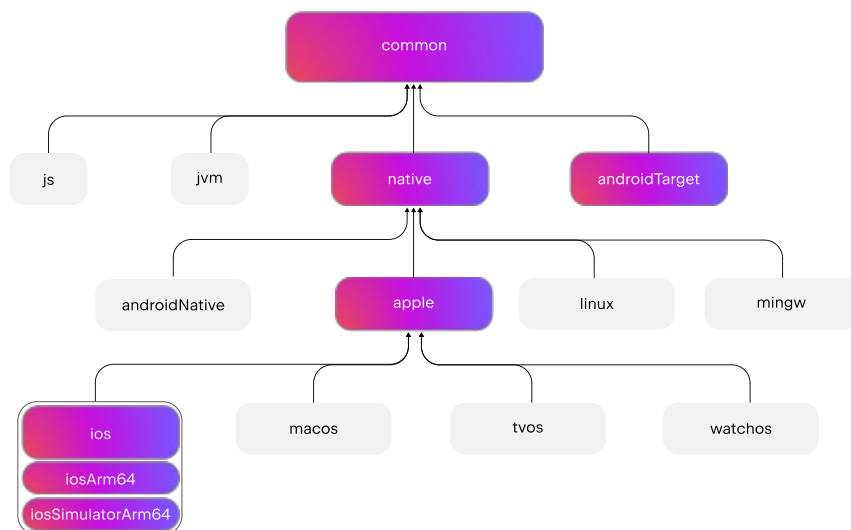 common
js
jvm
native
androidTarget
androidNative
apple
linux
mingw
ios
macos
tvos
watchos
iosArm64
iosSimulatorArm64